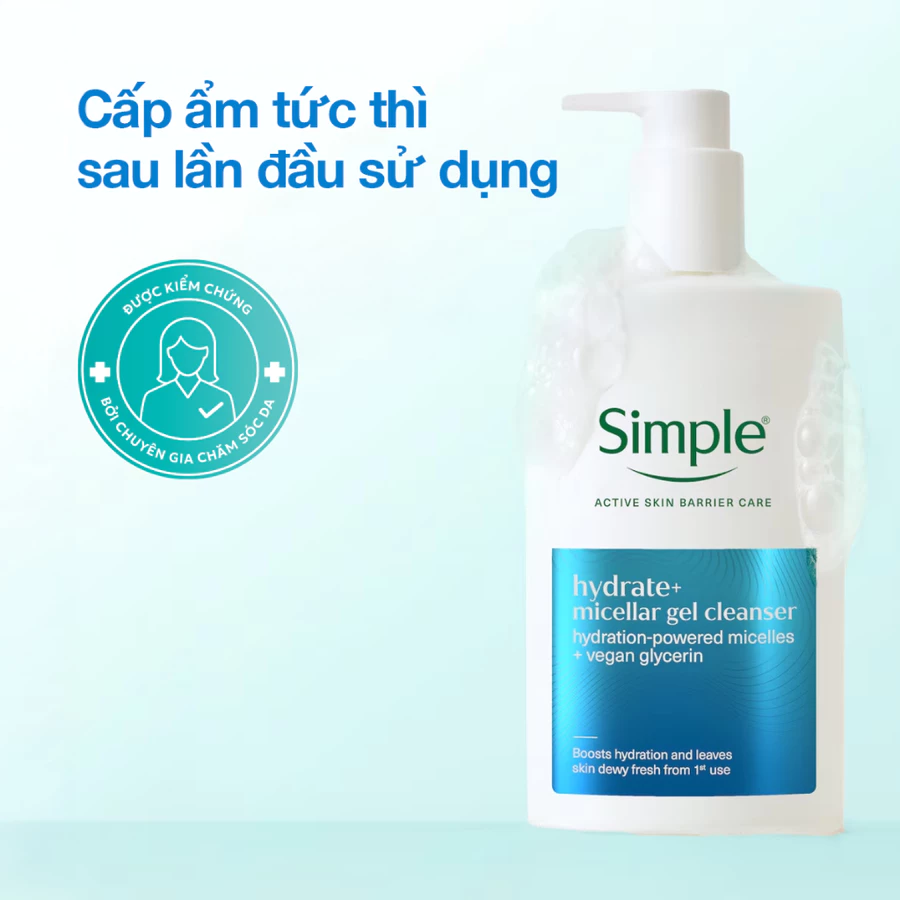 Cấp ẩm tức thì
sau lần đầu sử dụng
ĐƯỢC KIỂM CHỨNG
BỞI CHUYÊN GIA CHĂM SÓC DA
Simple®
ACTIVE SKIN BARRIER CARE
hydrate+
micellar gel cleanser
hydration-powered micelles
+ vegan glycerin
Boosts hydration and leaves
skin dewy fresh from 1st use